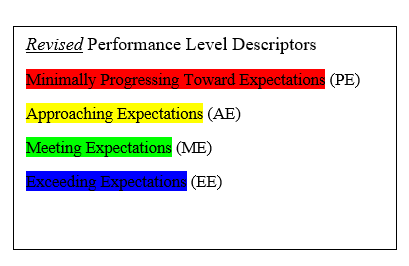 Revised Performance Level Descriptors
Minimally Progressing Toward Expectations (PE)
Approaching Expectations (AE)
Meeting Expectations (ME)
Exceeding Expectations (EE)